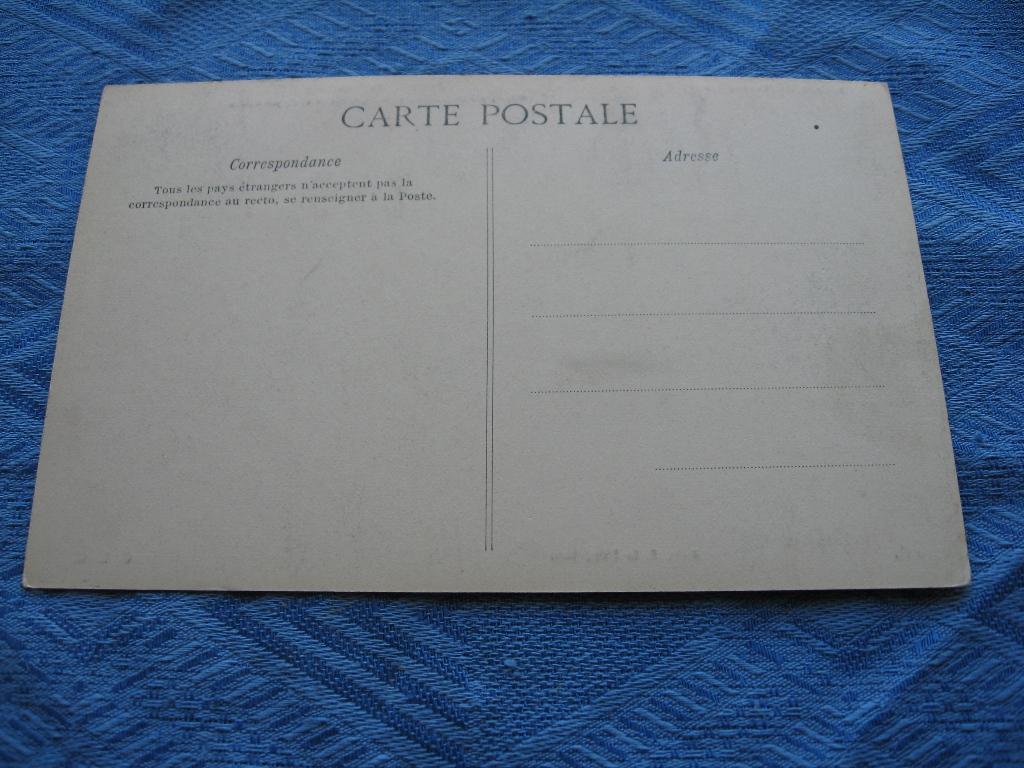 CARTE POSTALE
Correspondance
Tous les pays étrangers n'acceptent pas la
correspondance au recto, se renseigner à la Poste.
Adresse